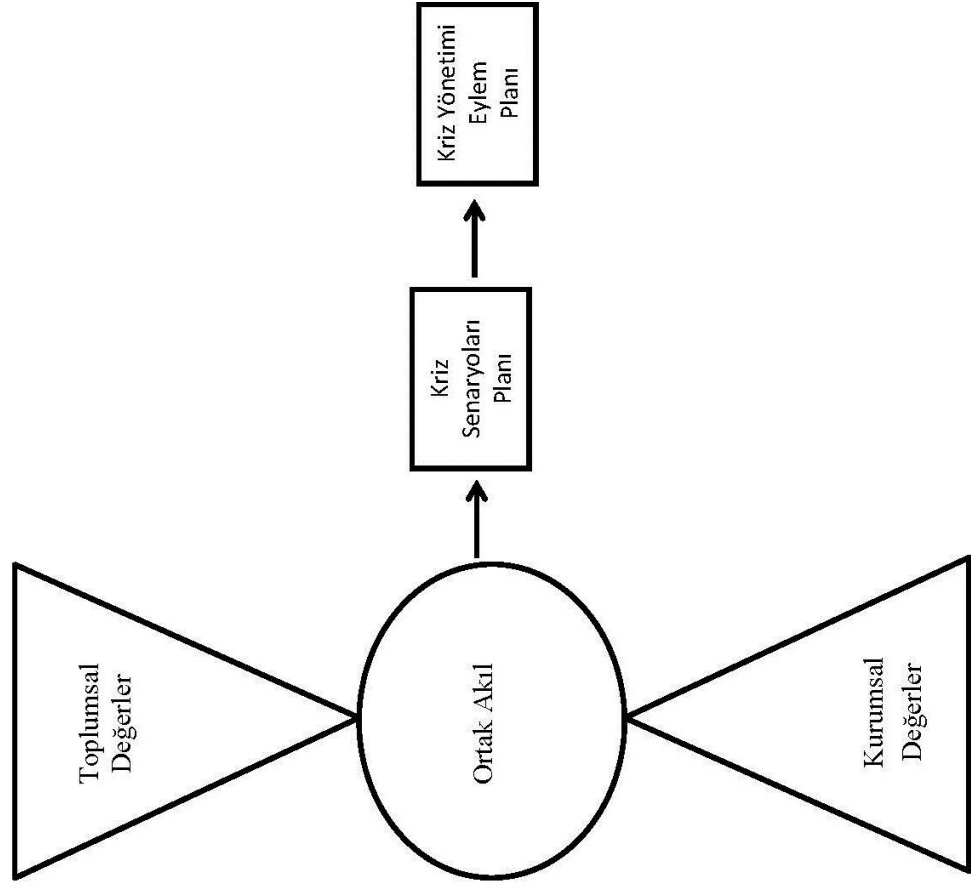 Toplumsal
Değerler
Ortak Akıl
Kurumsal
Değerler
Kriz
Senaryoları
Planı
Kriz Yönetimi
Eylem
Planı